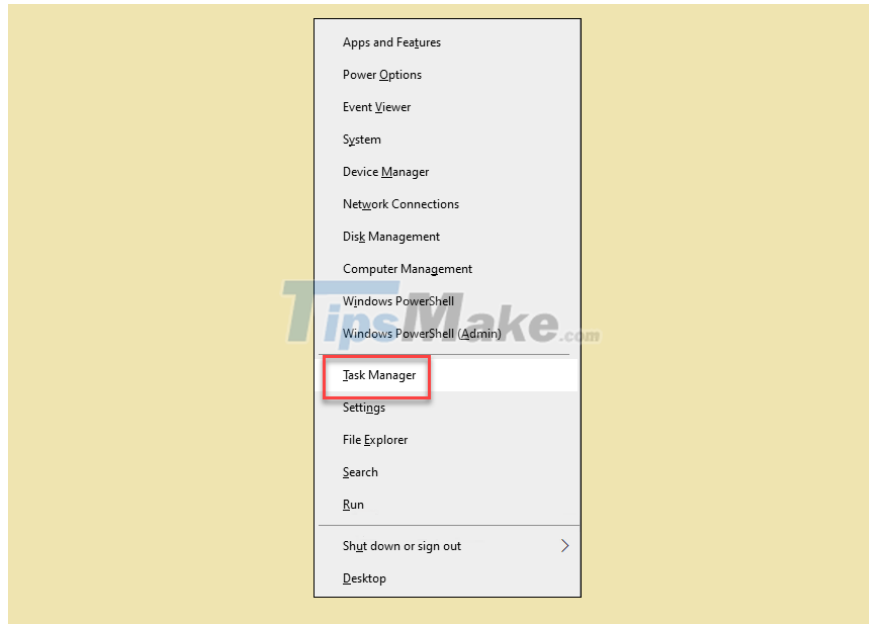 Apps and Features
Power Options
Event Viewer
System
Device Manager
Network Connections
Disk Management
Computer Management
Windows PowerShell
Windows PowerShell (Admin)
TipsMake.com
Task Manager
Settings
File Explorer
Search
Run
Shut down or sign out
Desktop